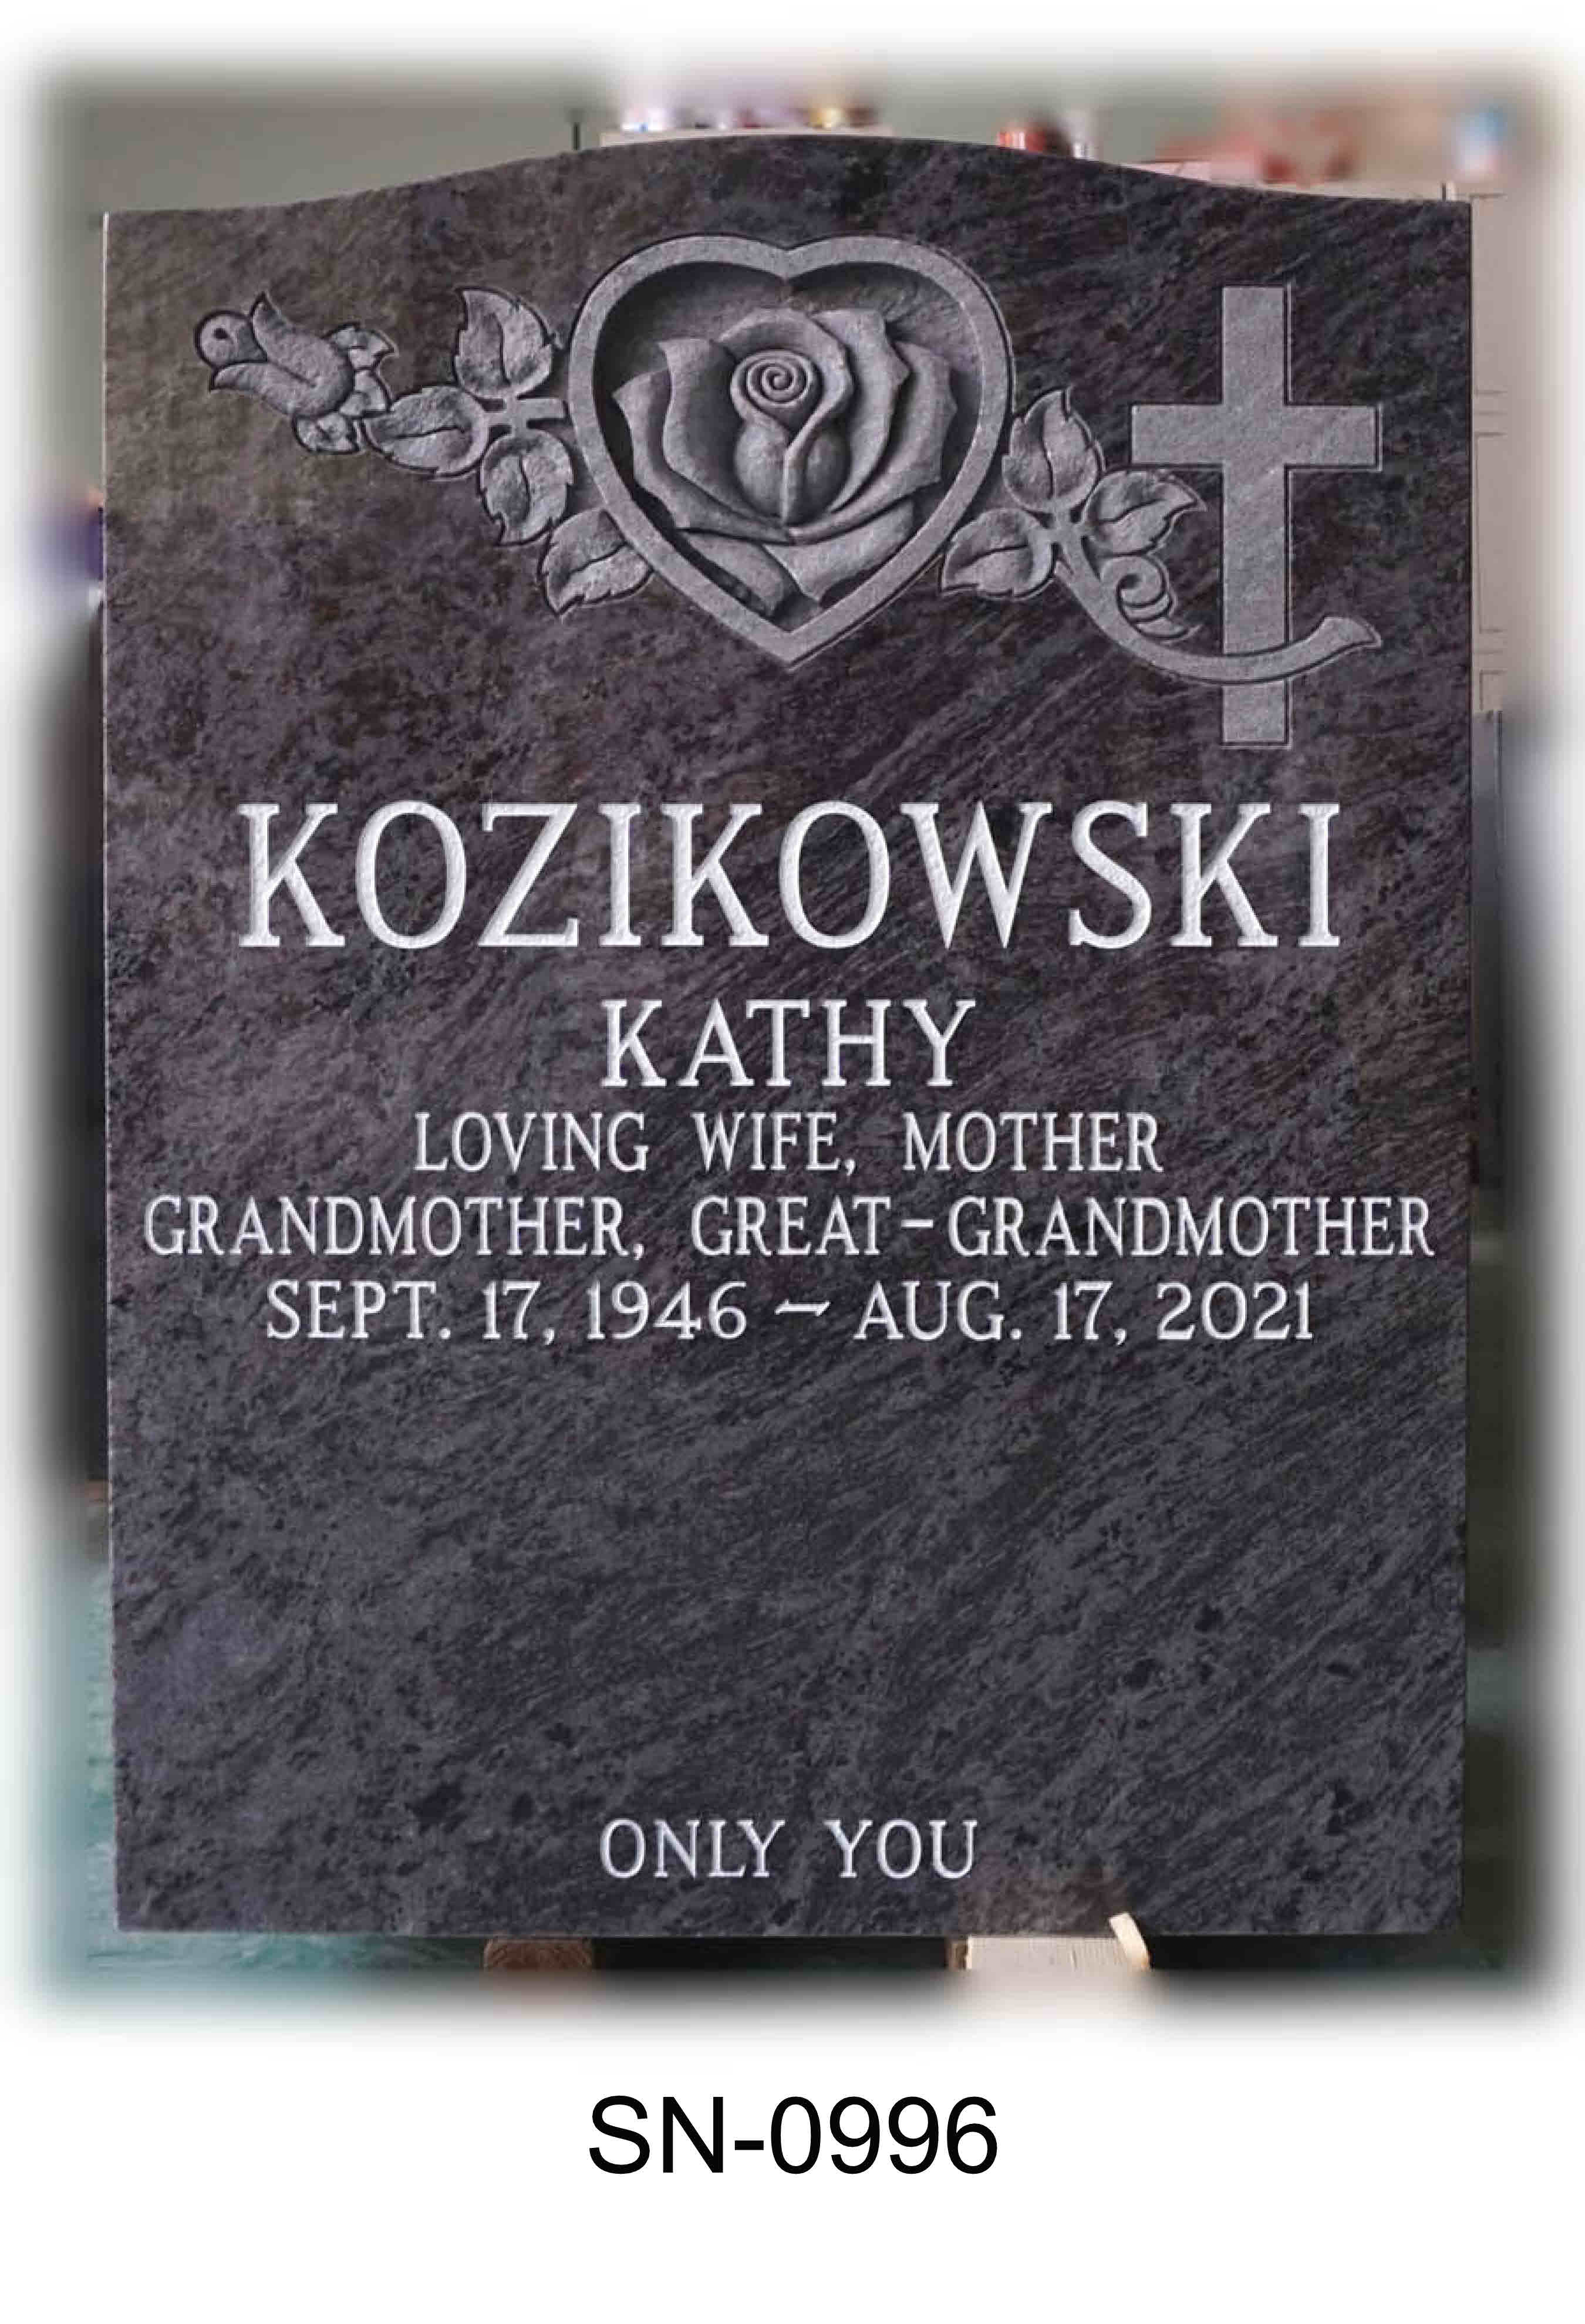 KOZIKOWSKI
KATHY
LOVING WIFE, MOTHER
GRANDMOTHER, GREAT-GRANDMOTHER
SEPT. 17, 1946 ~ AUG. 17, 2021
ONLY YOU
SN-0996